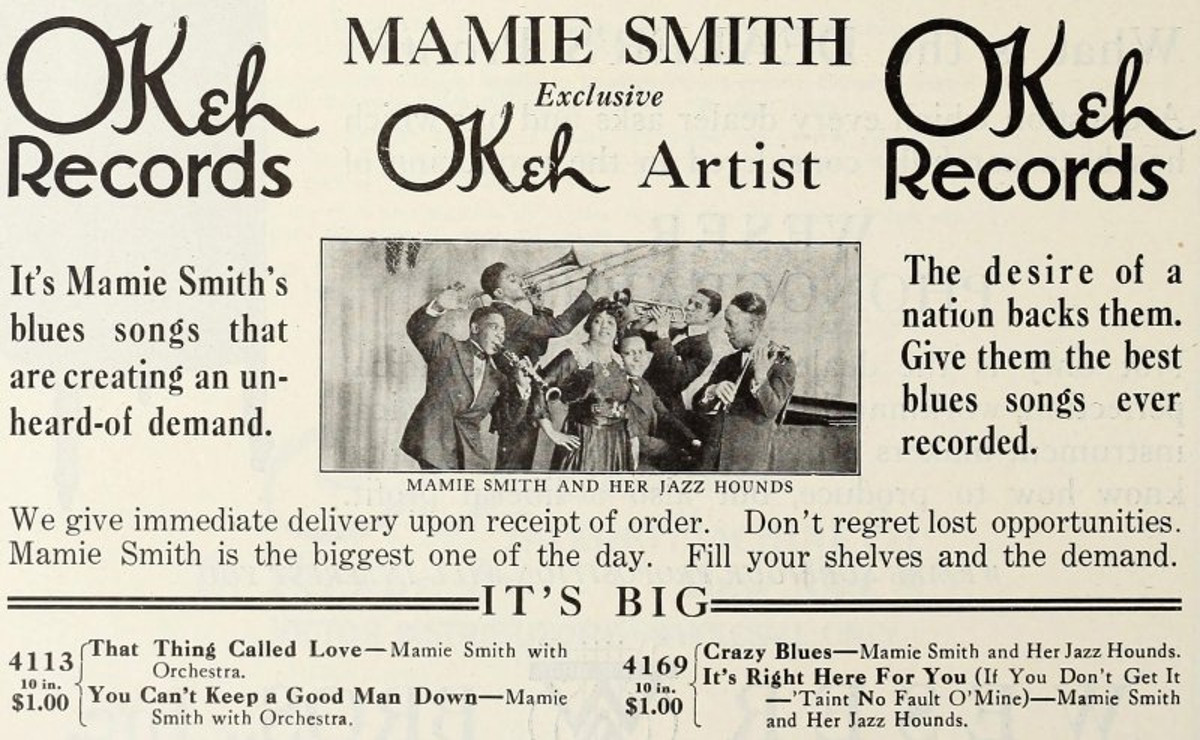 OKeh
Records
MAMIE SMITH
Exclusive
OKeh Artist
OKeh
Records
It's Mamie Smith's
blues songs that
are creating an un-
heard-of demand.
The desire of a
nation backs them.
Give them the best
blues songs ever
recorded.
MAMIE SMITH AND HER JAZZ HOUNDS
We give immediate delivery upon receipt of order. Don't regret lost opportunities.
Mamie Smith is the biggest one of the day. Fill your shelves and the demand.
IT'S BIG
4113
10 in.
$1.00
That Thing Called Love—Mamie Smith with
Orchestra.
You Can't Keep a Good Man Down—Mamie
Smith with Orchestra.
4169
10 in.
$1.00
Crazy Blues—Mamie Smith and Her Jazz Hounds.
It's Right Here For You (If You Don't Get It
—'Taint No Fault O'Mine)—Mamie Smith
and Her Jazz Hounds.